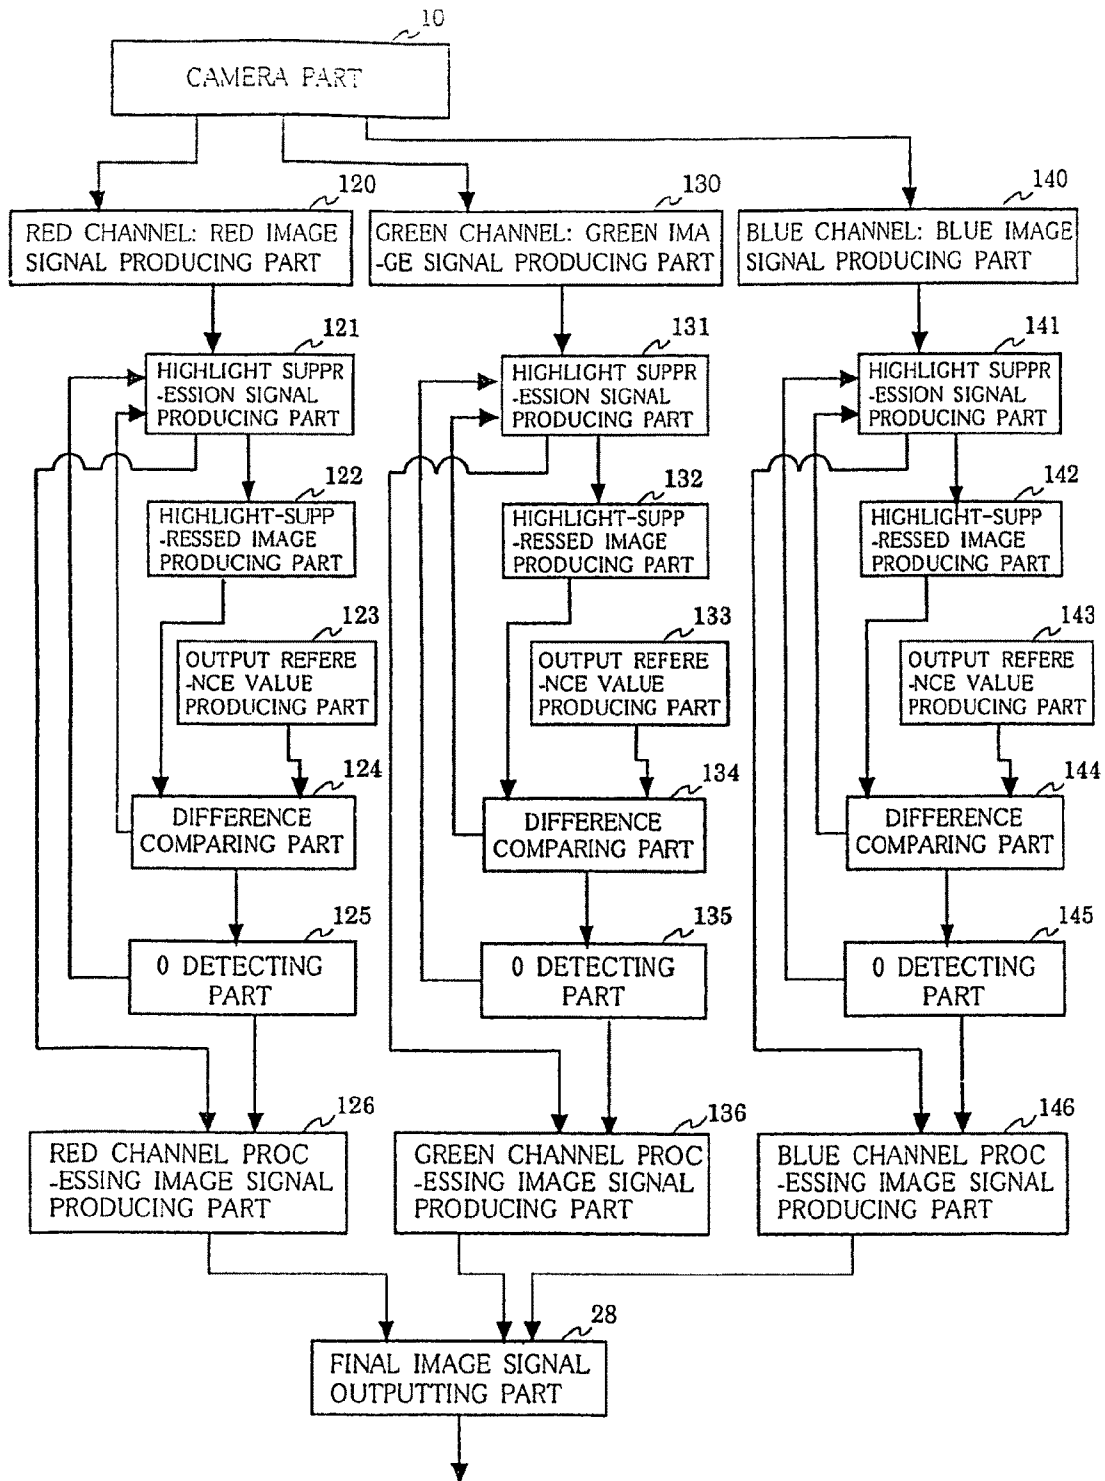 10
CAMERA PART
120
RED CHANNEL: RED IMAGE
SIGNAL PRODUCING PART
130
GREEN CHANNEL: GREEN IMA
-GE SIGNAL PRODUCING PART
140
BLUE CHANNEL: BLUE IMAGE
SIGNAL PRODUCING PART
121
HIGHLIGHT SUPPR
-ESSION SIGNAL
PRODUCING PART
131
HIGHLIGHT SUPPR
-ESSION SIGNAL
PRODUCING PART
141
HIGHLIGHT SUPPR
-ESSION SIGNAL
PRODUCING PART
122
HIGHLIGHT-SUPP
-RESSED IMAGE
PRODUCING PART
132
HIGHLIGHT-SUPP
-RESSED IMAGE
PRODUCING PART
142
HIGHLIGHT-SUPP
-RESSED IMAGE
PRODUCING PART
123
OUTPUT REFERE
-NCE VALUE
PRODUCING PART
133
OUTPUT REFERE
-NCE VALUE
PRODUCING PART
143
OUTPUT REFERE
-NCE VALUE
PRODUCING PART
124
DIFFERENCE
COMPARING PART
134
DIFFERENCE
COMPARING PART
144
DIFFERENCE
COMPARING PART
125
0 DETECTING
PART
135
0 DETECTING
PART
145
0 DETECTING
PART
126
RED CHANNEL PROC
-ESSING IMAGE SIGNAL
PRODUCING PART
136
GREEN CHANNEL PROC
-ESSING IMAGE SIGNAL
PRODUCING PART
146
BLUE CHANNEL PROC
-ESSING IMAGE SIGNAL
PRODUCING PART
28
FINAL IMAGE SIGNAL
OUTPUTTING PART